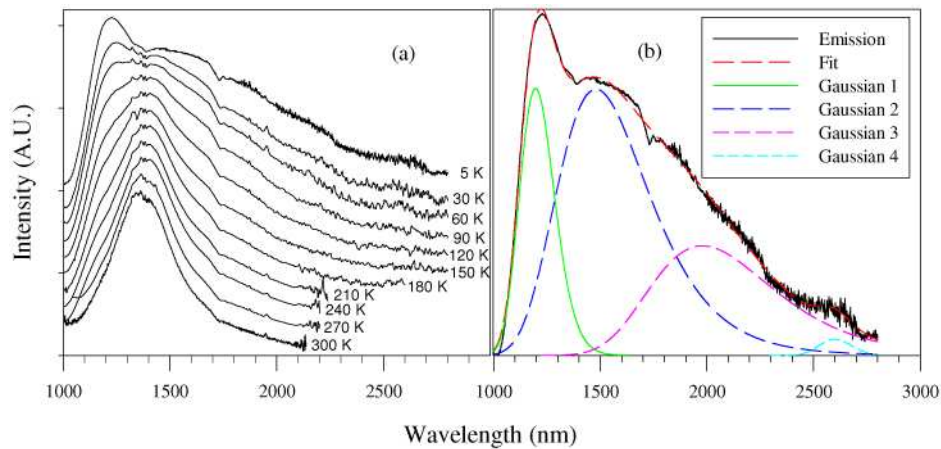 Intensity (A.U.)
(a)
5 K
30 K
60 K
90 K
120 K
150 K
180 K
210 K
240 K
270 K
300 K
1000 1500 2000 2500
(b)
Emission
Fit
Gaussian 1
Gaussian 2
Gaussian 3
Gaussian 4
1000 1500 2000 2500 3000
Wavelength (nm)